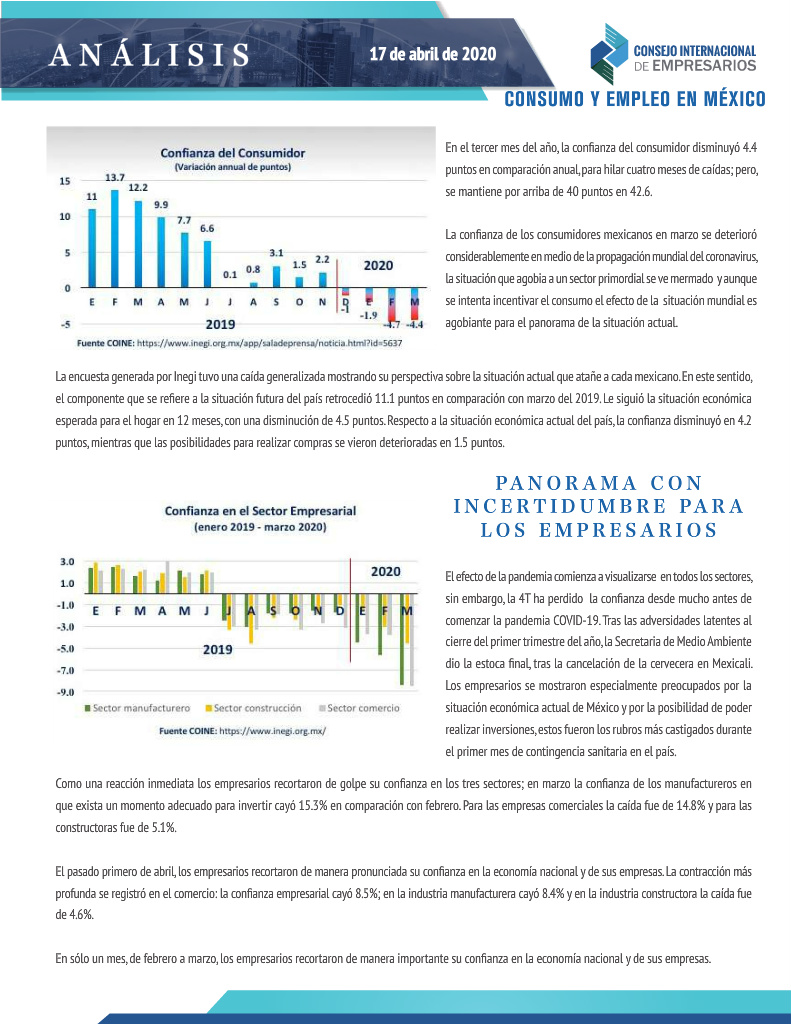 ANÁLISIS
17 de abril de 2020
CONSEJO INTERNACIONAL
DE EMPRESARIOS
CONSUMO Y EMPLEO EN MÉXICO
Confianza del Consumidor
(Variación annual de puntos)
15
10
5
0
-5
11
13.7
12.2
9.9
7.7
6.6
0.1
0.8
3.1
1.5
2.2
-1
-1.9
-4.7
-4.4
E F M A M J J A S O N D E F M
2019
2020
Fuente COINE: https://www.inegi.org.mx/app/saladeprensa/noticia.html?id=5637
En el tercer mes del año, la confianza del consumidor disminuyó 4.4
puntos en comparación anual, para hilar cuatro meses de caídas; pero,
se mantiene por arriba de 40 puntos en 42.6.
La confianza de los consumidores mexicanos en marzo se deterioró
considerablemente en medio de la propagación mundial del coronavirus,
la situación que agobia a un sector primordial se ve mermado y aunque
se intenta incentivar el consumo el efecto de la situación mundial es
agobiante para el panorama de la situación actual.
La encuesta generada por Inegi tuvo una caída generalizada mostrando su perspectiva sobre la situación actual que atañe a cada mexicano. En este sentido,
el componente que se refiere a la situación futura del país retrocedió 11.1 puntos en comparación con marzo del 2019. Le siguió la situación económica
esperada para el hogar en 12 meses, con una disminución de 4.5 puntos. Respecto a la situación económica actual del país, la confianza disminuyó en 4.2
puntos, mientras que las posibilidades para realizar compras se vieron deterioradas en 1.5 puntos.
Confianza en el Sector Empresarial
(enero 2019 - marzo 2020)
3.0
1.0
-1.0
-3.0
-5.0
-7.0
-9.0
E F M A M J J A S O N D E F M
2019
2020
Sector manufacturero Sector construcción Sector comercio
Fuente COINE: https://www.inegi.org.mx/
PANORAMA CON
INCERTIDUMBRE PARA
LOS EMPRESARIOS
El efecto de la pandemia comienza a visualizarse en todos los sectores,
sin embargo, la 4T ha perdido la confianza desde mucho antes de
comenzar la pandemia COVID-19. Tras las adversidades latentes al
cierre del primer trimestre del año, la Secretaria de Medio Ambiente
dio la estoca final, tras la cancelación de la cervecera en Mexicali.
Los empresarios se mostraron especialmente preocupados por la
situación económica actual de México y por la posibilidad de poder
realizar inversiones, estos fueron los rubros más castigados durante
el primer mes de contingencia sanitaria en el país.
Como una reacción inmediata los empresarios recortaron de golpe su confianza en los tres sectores; en marzo la confianza de los manufactureros en
que exista un momento adecuado para invertir cayó 15.3% en comparación con febrero. Para las empresas comerciales la caída fue de 14.8% y para las
constructoras fue de 5.1%.
El pasado primero de abril, los empresarios recortaron de manera pronunciada su confianza en la economía nacional y de sus empresas. La contracción más
profunda se registró en el comercio: la confianza empresarial cayó 8.5%; en la industria manufacturera cayó 8.4% y en la industria constructora la caída fue
de 4.6%.
En sólo un mes, de febrero a marzo, los empresarios recortaron de manera importante su confianza en la economía nacional y de sus empresas.